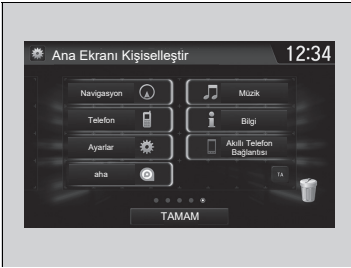 Ana Ekranı Kişiselleştir
12:34
Navigasyon
Müzik
Telefon
Bilgi
Ayarlar
Akıllı Telefon
Bağlantısı
aha
TAMAM